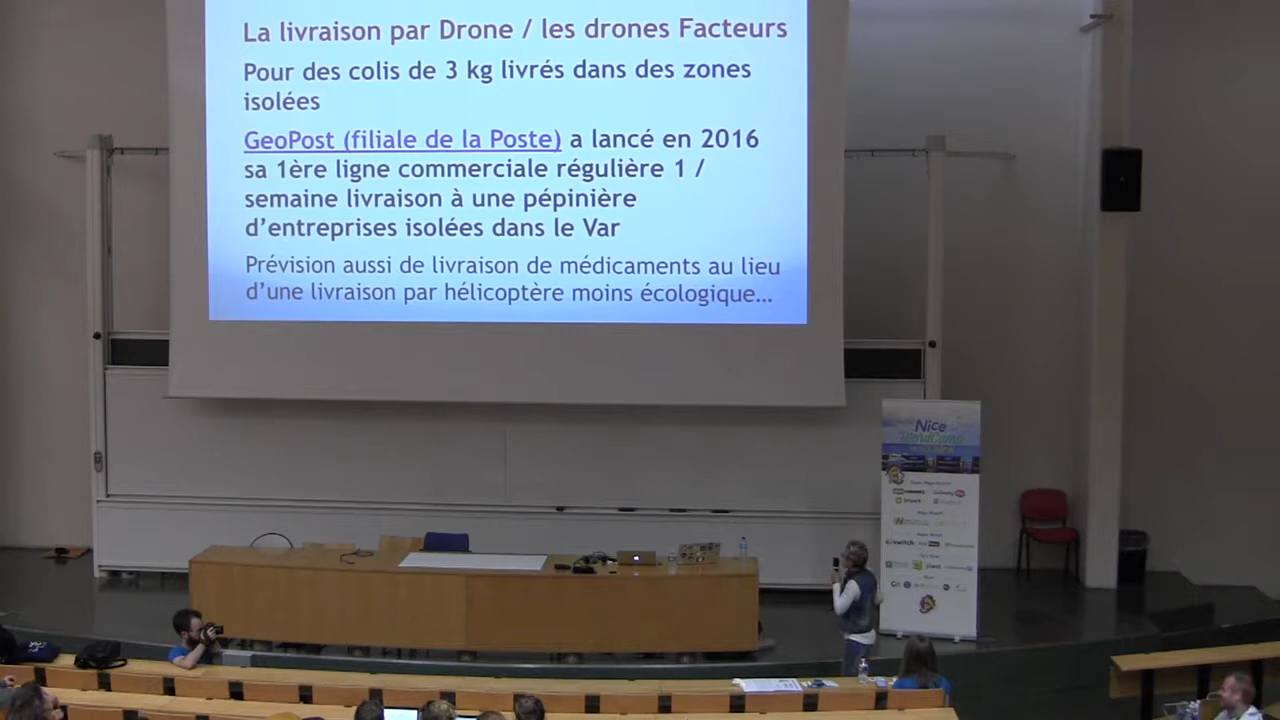 La livraison par Drone / les drones Facteurs
Pour des colis de 3 kg livrés dans des zones
isolées
GeoPost (filiale de la Poste) a lancé en 2016
sa 1ère ligne commerciale régulière 1 /
semaine livraison à une pépinière
d’entreprises isolées dans le Var
Prévision aussi de livraison de médicaments au lieu
d’une livraison par hélicoptère moins écologique…
Nice
WordCamp